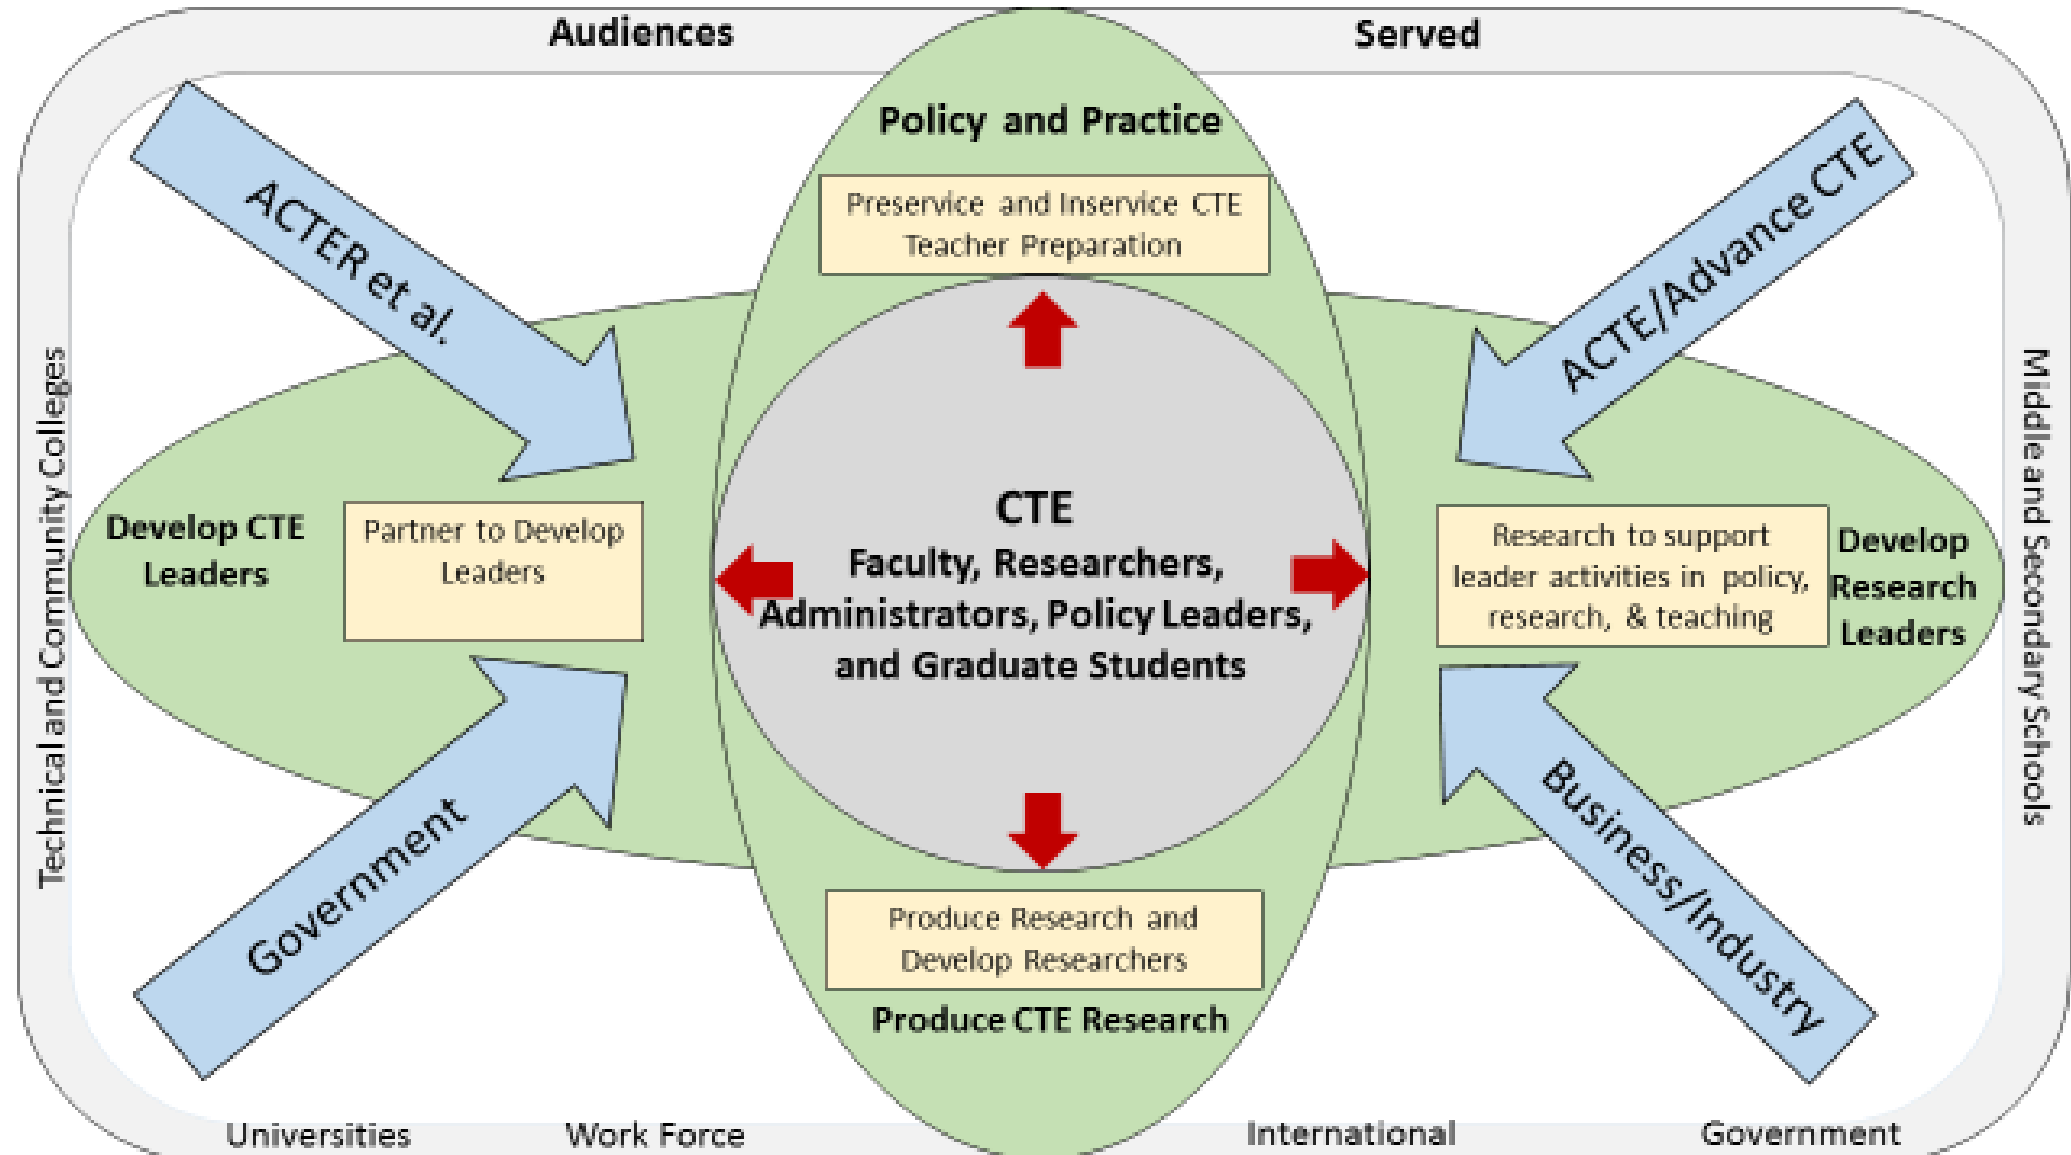 Audiences Served
Policy and Practice
Preservice and Inservice CTE
Teacher Preparation
ACTER et al.
ACTE/Advance CTE
Technical and Community Colleges
Develop CTE
Leaders
Partner to Develop
Leaders
CTE
Faculty, Researchers,
Administrators, Policy Leaders,
and Graduate Students
Research to support
leader activities in policy,
research, & teaching
Develop
Research
Leaders
Middle and Secondary Schools
Government
Business/Industry
Produce Research and
Develop Researchers
Produce CTE Research
Universities Work Force International Government